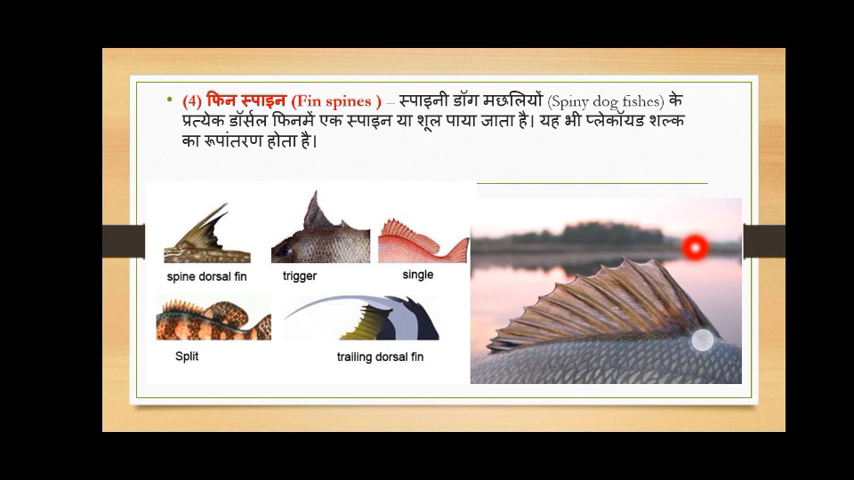 (4) फिन स्पाइन (Fin spines ) – स्पाइनी डॉग मछलियों (Spiny dog fishes) के
प्रत्येक डॉर्सल फिनमें एक स्पाइन या शूल पाया जाता है। यह भी प्लेकॉयड शल्क
का रूपांतरण होता है।
spine dorsal fin
trigger
single
Split
trailing dorsal fin